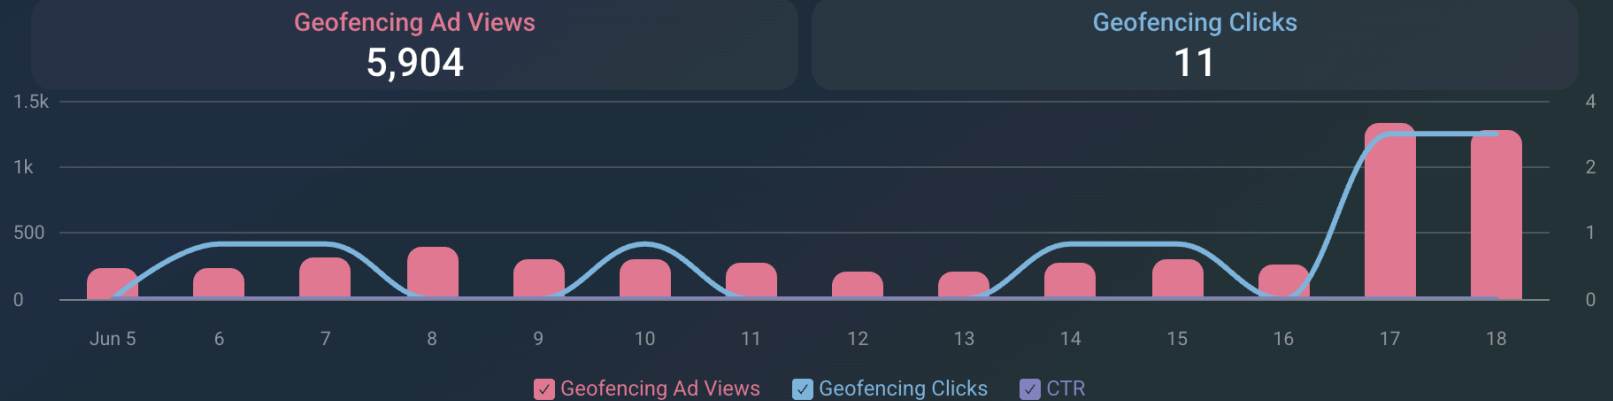 Geofencing Ad Views
5,904
Geofencing Clicks
11
1.5k
1k
500
0
4
2
1
0
Jun 5 6 7 8 9 10 11 12 13 14 15 16 17 18
Geofencing Ad Views Geofencing Clicks CTR